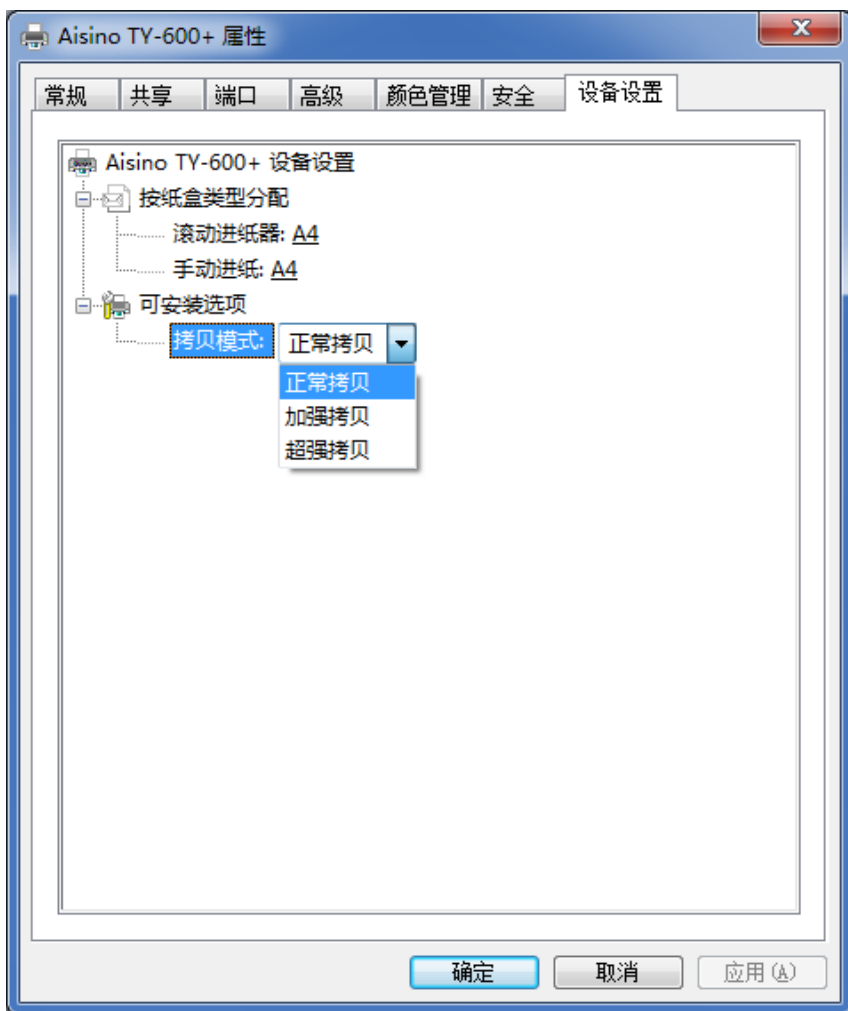 Aisino TY-600+ 属性
常规 共享 端口 高级 颜色管理 安全 设备设置
Aisino TY-600+ 设备设置
按纸盒类型分配
滚动进纸器: A4
手动进纸: A4
可安装选项
拷贝模式: 正常拷贝
正常拷贝
加强拷贝
超强拷贝
确定 取消 应用(A)